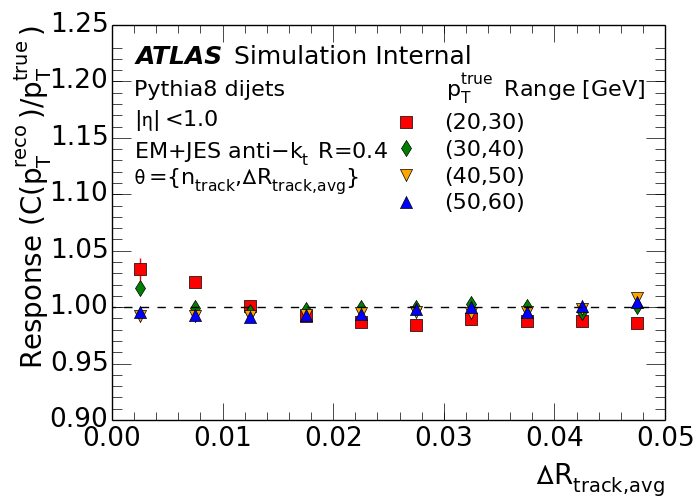 ATLAS Simulation Internal
Pythia8 dijets
|η| <1.0
EM+JES anti−k_t R=0.4
θ={n_track,ΔR_track,avg}
p_T^true Range [GeV]
(20,30)
(30,40)
(40,50)
(50,60)
Response (C(p_T^reco)/p_T^true)
1.25
1.20
1.15
1.10
1.05
1.00
0.95
0.90
0.00 0.01 0.02 0.03 0.04 0.05
ΔR_track,avg